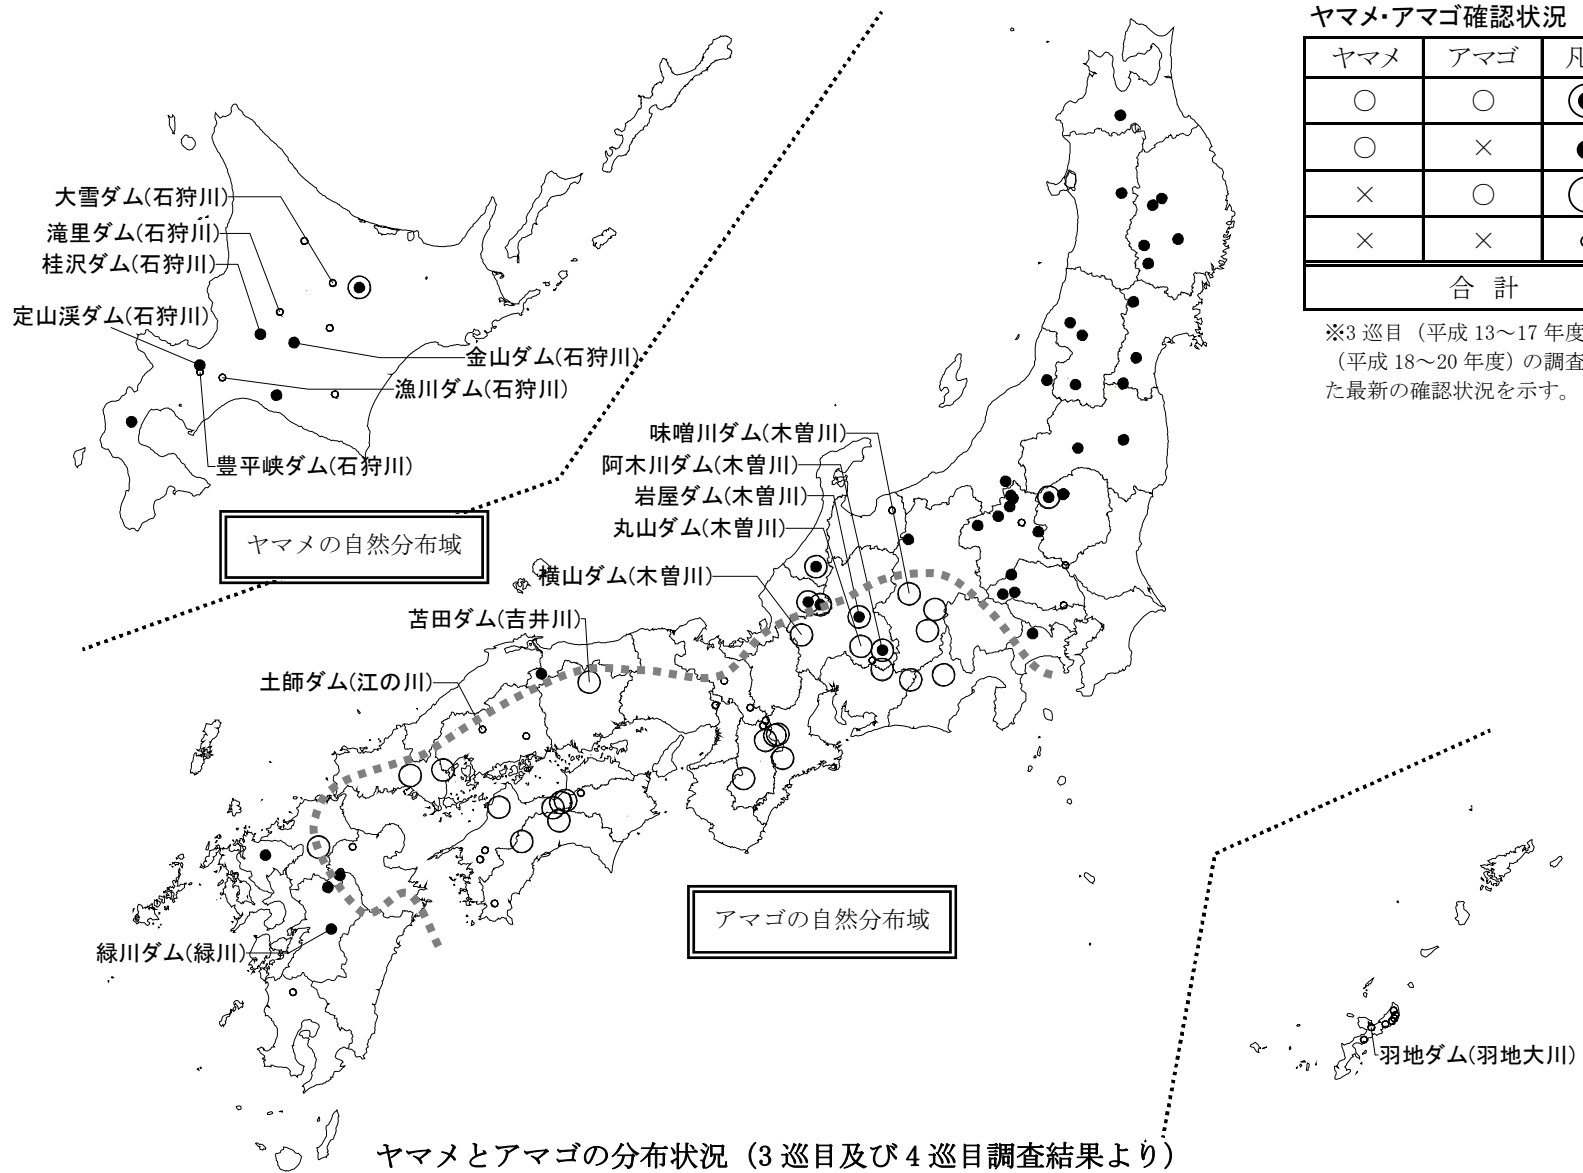 ヤマメ・アマゴ確認状況
ヤマメ アマゴ 凡
○ ○
○ ×
× ○
× ×
合 計
※3 巡目（平成 13～17 年度
（平成 18～20 年度）の調査
た最新の確認状況を示す。
大雪ダム(石狩川)
滝里ダム(石狩川)
桂沢ダム(石狩川)
定山渓ダム(石狩川)
金山ダム(石狩川)
漁川ダム(石狩川)
豊平峡ダム(石狩川)
味噌川ダム(木曽川)
阿木川ダム(木曽川)
岩屋ダム(木曽川)
丸山ダム(木曽川)
ヤマメの自然分布域
横山ダム(木曽川)
苫田ダム(吉井川)
土師ダム(江の川)
アマゴの自然分布域
緑川ダム(緑川)
羽地ダム(羽地大川)
ヤマメとアマゴの分布状況（3 巡目及び 4 巡目調査結果より）